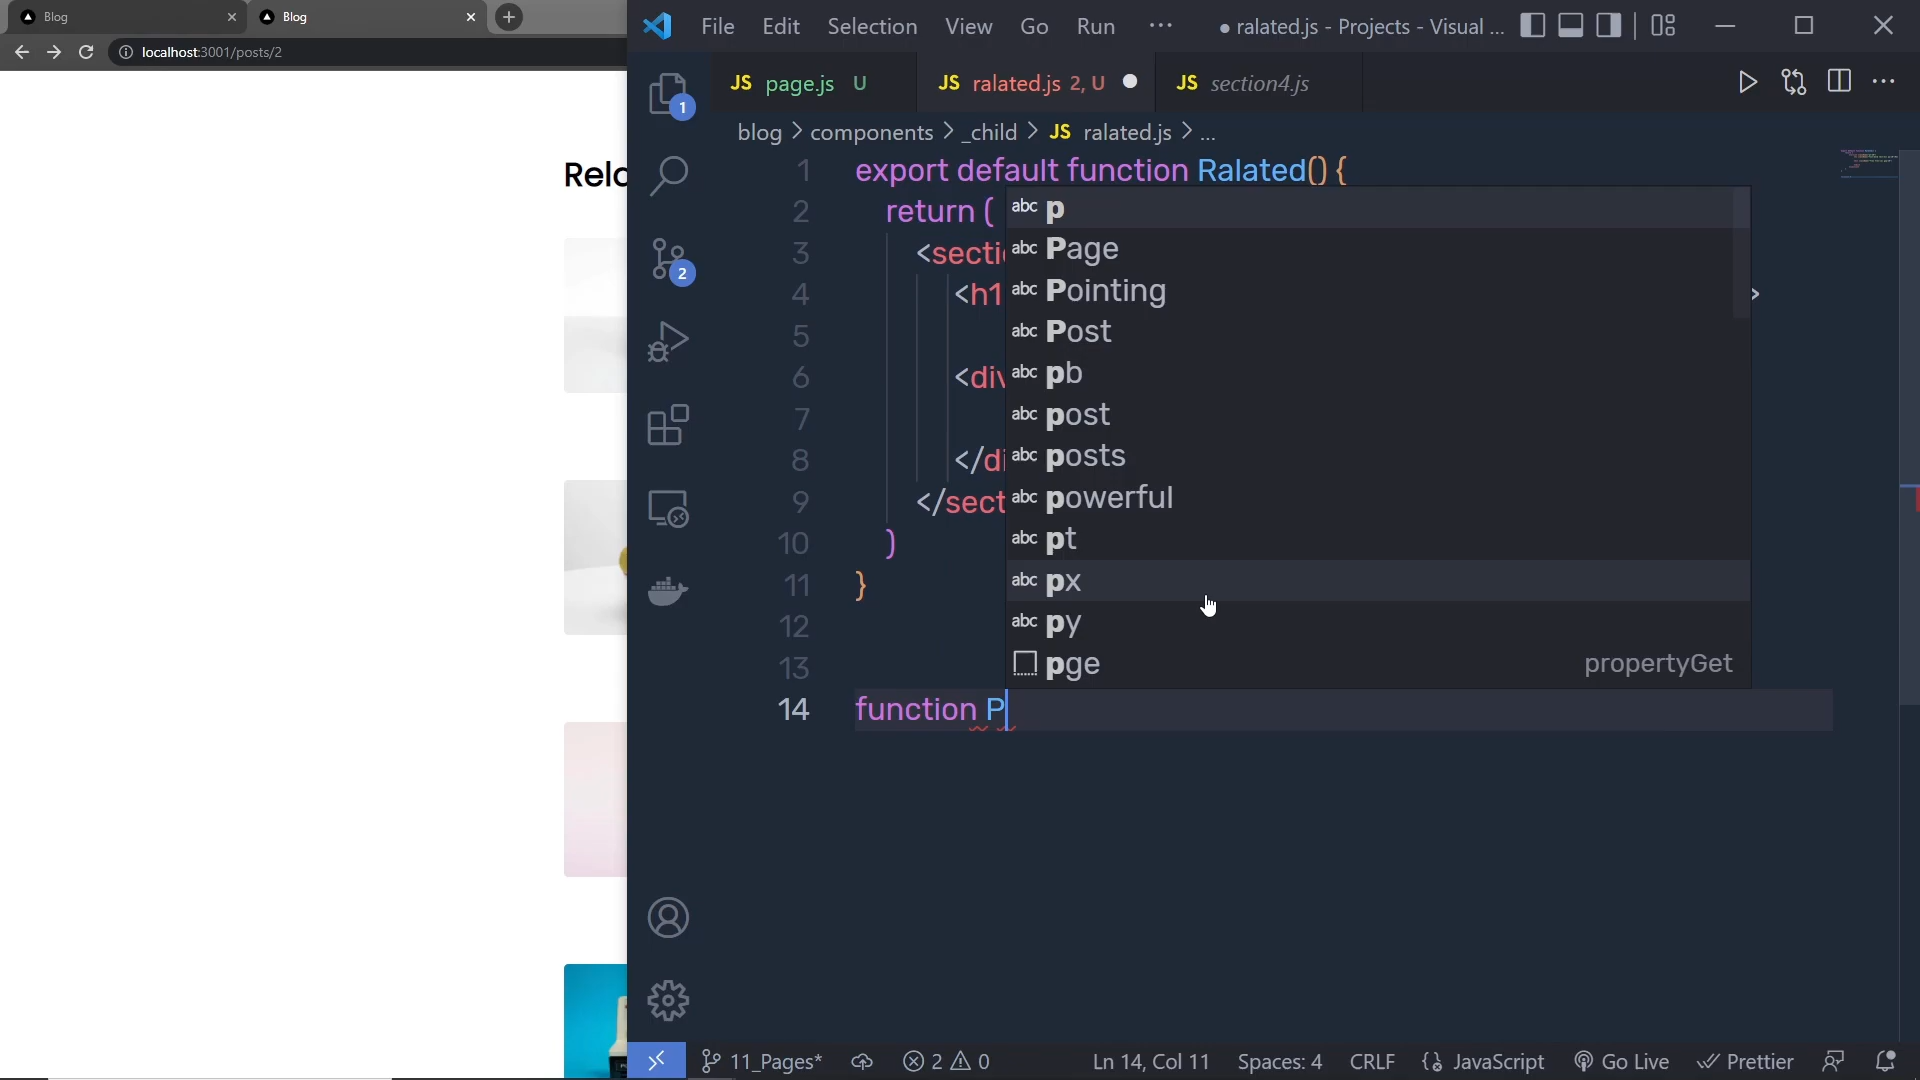 Blog
Blog
File Edit Selection View Go Run ···
● ralated.js - Projects - Visual ...
localhost:3001/posts/2
JS page.js U
JS ralated.js 2, U
JS section4.js
1
blog > components > _child > JS ralated.js > ...
Rela
1 export default function Ralated() {
2 return (
3 <secti
4 <h1 >
5
6 <div
7
8 </di
9 </sect
10 )
11 }
12
13
14 function P
abc p
abc Page
abc Pointing
abc Post
abc pb
abc post
abc posts
abc powerful
abc pt
abc px
abc py
pge propertyGet
2
11_Pages* 2 0 Ln 14, Col 11 Spaces: 4 CRLF JavaScript Go Live Prettier